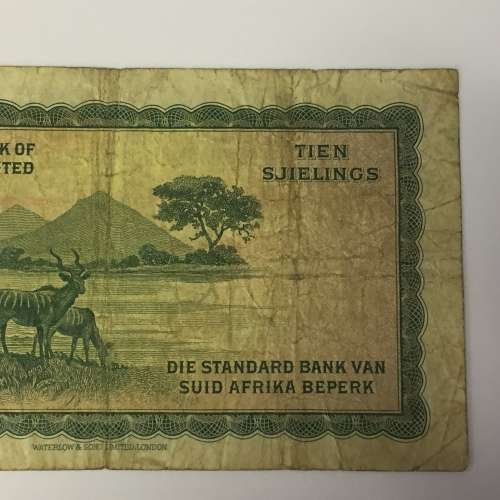 K OF
TED
TIEN
SJIELINGS
DIE STANDARD BANK VAN
SUID AFRIKA BEPERK
WATERLOW & SONS LIMITED. LONDON